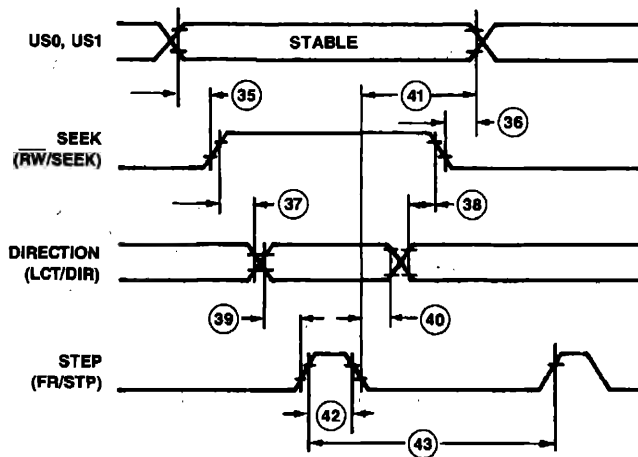 US0, US1
STABLE
35
41
36
SEEK
(RW/SEEK)
37
38
DIRECTION
(LCT/DIR)
39
40
STEP
(FR/STP)
42
43